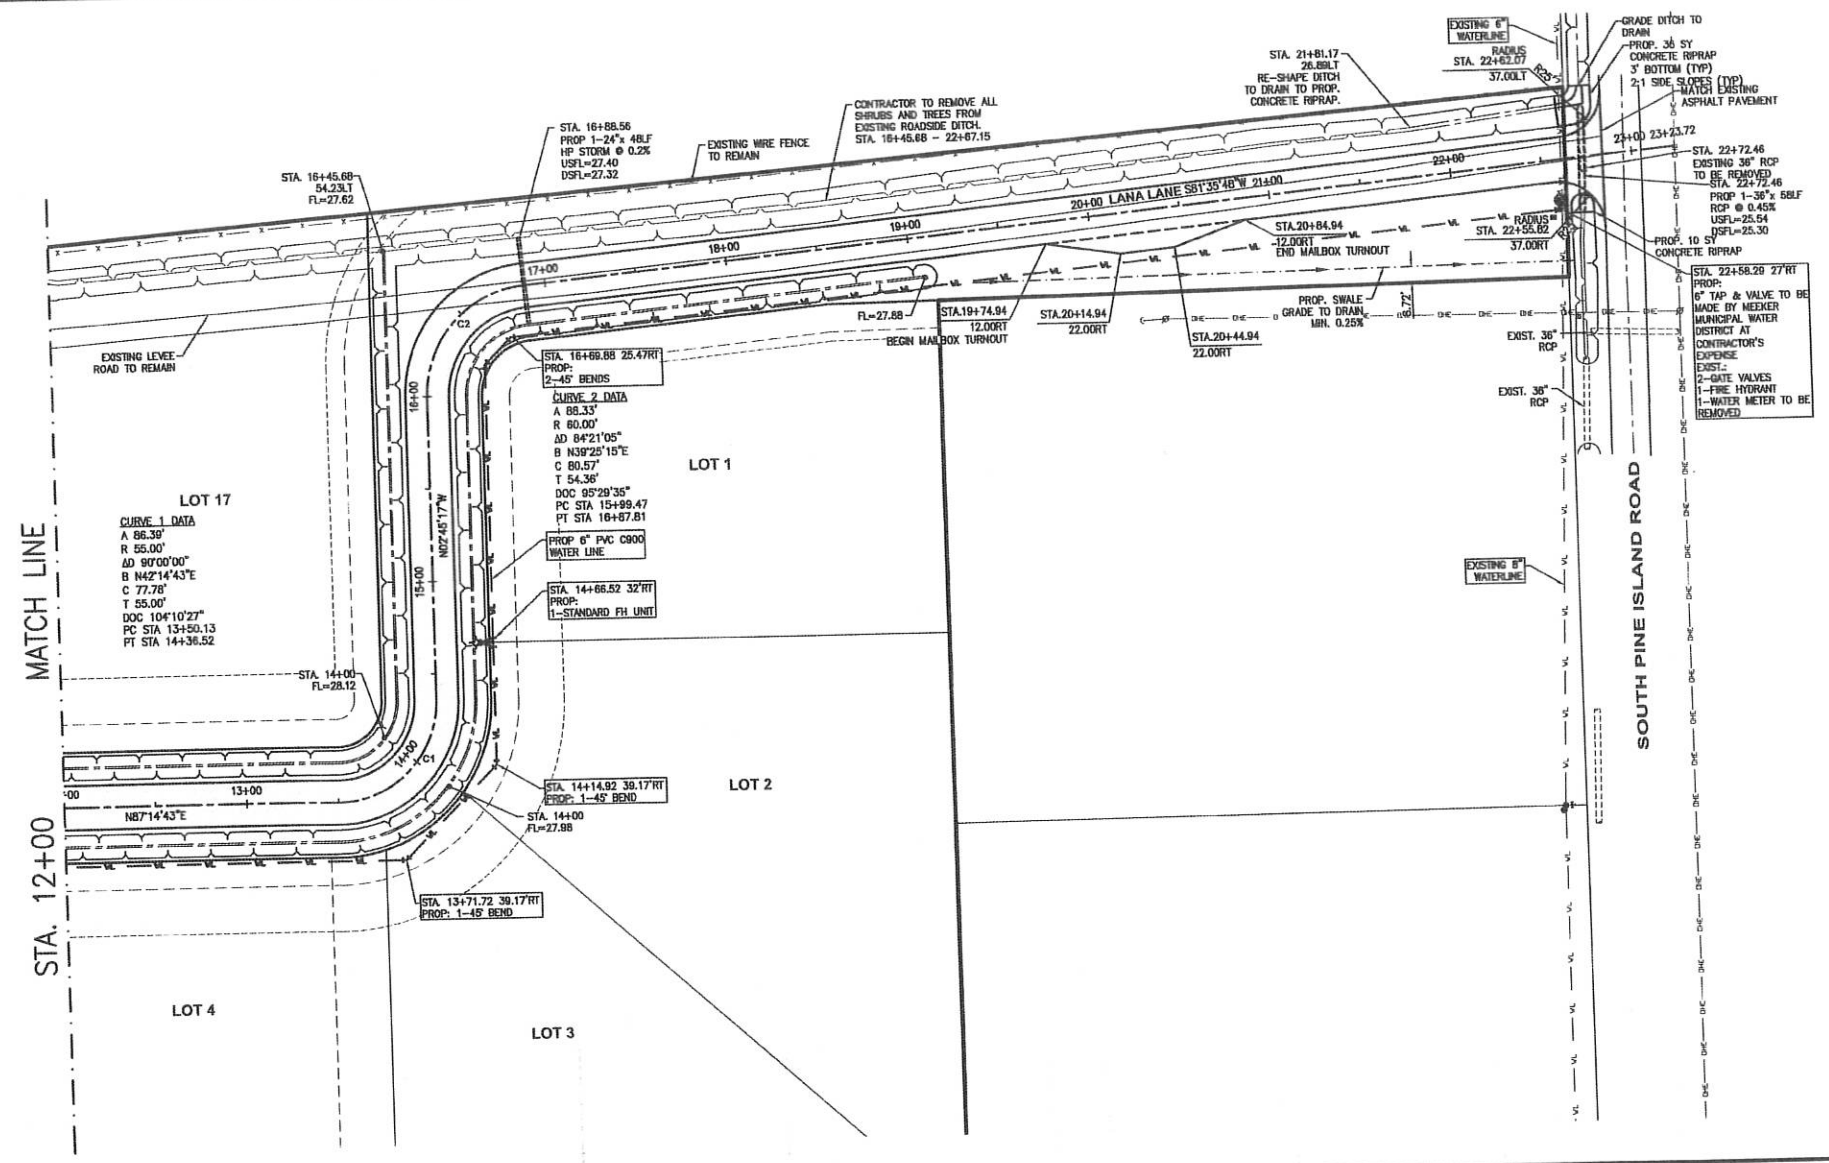 EXISTING 6"
WATERLINE
RADIUS
STA. 22+62.07
37.00LT
R25'
GRADE DITCH TO
DRAIN
PROP. 36 SY
CONCRETE RIPRAP
3' BOTTOM (TYP)
2:1 SIDE SLOPES (TYP)
MATCH EXISTING
ASPHALT PAVEMENT
STA. 21+81.17
26.89LT
RE-SHAPE DITCH
TO DRAIN TO PROP.
CONCRETE RIPRAP.
CONTRACTOR TO REMOVE ALL
SHRUBS AND TREES FROM
EXISTING ROADSIDE DITCH.
STA. 16+45.68 - 22+67.15
STA. 16+88.56
PROP 1-24"x 48LF
HP STORM @ 0.2%
USFL=27.40
DSFL=27.32
EXISTING WIRE FENCE
TO REMAIN
STA. 16+45.68
54.23LT
FL=27.62
23+00 23+23.72
STA. 22+72.46
EXISTING 36" RCP
TO BE REMOVED
STA. 22+72.46
PROP 1-36"x 58LF
RCP @ 0.45%
USFL=25.54
DSFL=25.30
17+00
18+00
19+00
20+00 LANA LANE S81°35'48"W 21+00
22+00
STA.20+84.94
12.00RT
END MAILBOX TURNOUT
RADIUS
STA. 22+55.82
37.00RT
PROP. 10 SY
CONCRETE RIPRAP
STA. 22+58.29 27'RT
PROP:
6" TAP & VALVE TO BE
MADE BY MEEKER
MUNICIPAL WATER
DISTRICT AT
CONTRACTOR'S
EXPENSE
EXIST.:
2-GATE VALVES
1-FIRE HYDRANT
1-WATER METER TO BE
REMOVED
FL=27.88
STA.19+74.94
12.00RT
BEGIN MAILBOX TURNOUT
STA.20+14.94
22.00RT
STA.20+44.94
22.00RT
PROP. SWALE
GRADE TO DRAIN
MIN. 0.25%
8.72'
EXIST. 36"
RCP
EXIST. 36"
RCP
EXISTING LEVEE
ROAD TO REMAIN
C2
STA. 16+69.88 25.47RT
PROP:
2-45° BENDS
CURVE 2 DATA
A 88.33'
R 60.00'
ΔD 84°21'05"
B N39°25'15"E
C 80.57'
T 54.36'
DOC 95°29'35"
PC STA 15+99.47
PT STA 16+87.81
16+00
N02°45'17"W
15+00
LOT 1
LOT 17
CURVE 1 DATA
A 86.39'
R 55.00'
ΔD 90°00'00"
B N42°14'43"E
C 77.78'
T 55.00'
DOC 104°10'27"
PC STA 13+50.13
PT STA 14+36.52
PROP 6" PVC C900
WATER LINE
STA. 14+66.52 32'RT
PROP:
1-STANDARD FH UNIT
EXISTING 8"
WATERLINE
SOUTH PINE ISLAND ROAD
STA. 14+00
FL=28.12
14+00
C1
:00
13+00
N87°14'43"E
STA. 14+14.92 39.17'RT
PROP: 1-45° BEND
STA. 14+00
FL=27.98
LOT 2
STA. 13+71.72 39.17'RT
PROP: 1-45° BEND
LOT 4
LOT 3
STA. 12+00 MATCH LINE